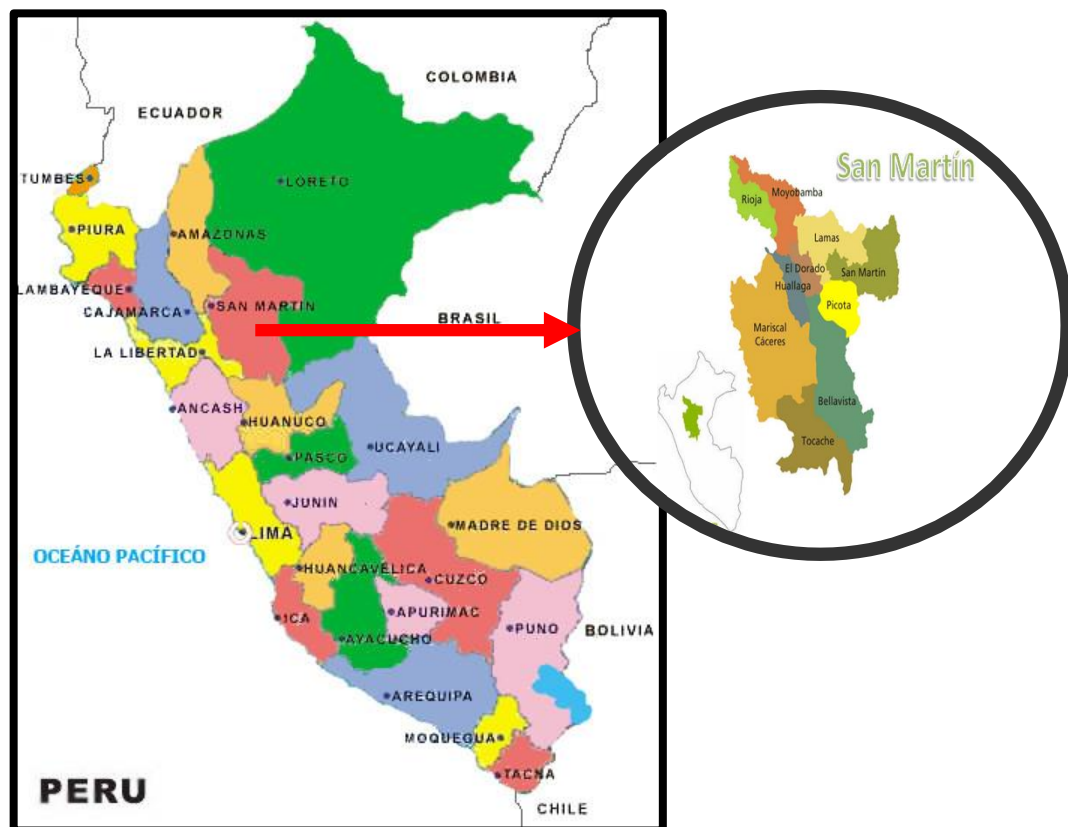 COLOMBIA
ECUADOR
TUMBES
LORETO
PIURA
AMAZONAS
LAMBAYEQUE
SAN MARTIN
CAJAMARCA
BRASIL
LA LIBERTAD
ANCASH
HUANUCO
UCAYALI
PASCO
JUNIN
MADRE DE DIOS
LIMA
OCEÁNO PACÍFICO
HUANCAVELICA
CUZCO
ICA
APURIMAC
PUNO
BOLIVIA
AYACUCHO
AREQUIPA
MOQUEGUA
TACNA
PERU
CHILE
San Martín
Moyobamba
Rioja
Lamas
El Dorado
San Martín
Huallaga
Picota
Mariscal
Cáceres
Bellavista
Tocache